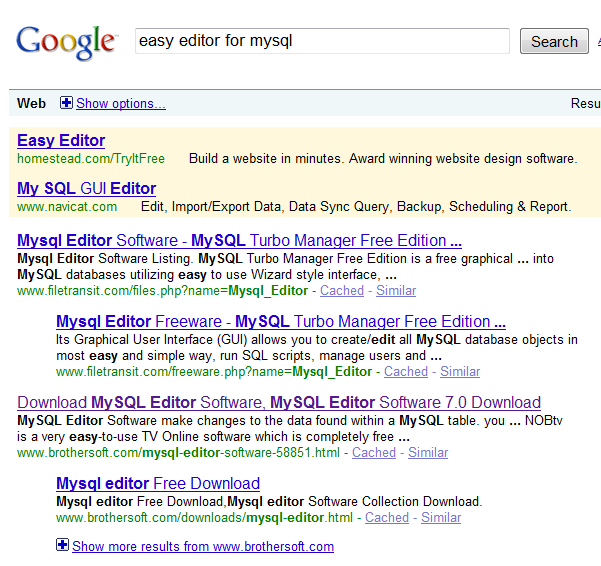 Google™ easy editor for mysql Search
Web Show options... Resu
Easy Editor
homestead.com/TryItFree Build a website in minutes. Award winning website design software.
My SQL GUI Editor
www.navicat.com Edit, Import/Export Data, Data Sync Query, Backup, Scheduling & Report.
Mysql Editor Software - MySQL Turbo Manager Free Edition ...
Mysql Editor Software Listing. MySQL Turbo Manager Free Edition is a free graphical ... into
MySQL databases utilizing easy to use Wizard style interface, ...
www.filetransit.com/files.php?name=Mysql_Editor - Cached - Similar
Mysql Editor Freeware - MySQL Turbo Manager Free Edition ...
Its Graphical User Interface (GUI) allows you to create/edit all MySQL database objects in
most easy and simple way, run SQL scripts, manage users and ...
www.filetransit.com/freeware.php?name=Mysql_Editor - Cached - Similar
Download MySQL Editor Software, MySQL Editor Software 7.0 Download
MySQL Editor Software make changes to the data found within a MySQL table. you ... NOBtv
is a very easy-to-use TV Online software which is completely free ...
www.brothersoft.com/mysql-editor-software-58851.html - Cached - Similar
Mysql editor Free Download
Mysql editor Free Download,Mysql editor Software Collection Download.
www.brothersoft.com/downloads/mysql-editor.html - Cached - Similar
Show more results from www.brothersoft.com